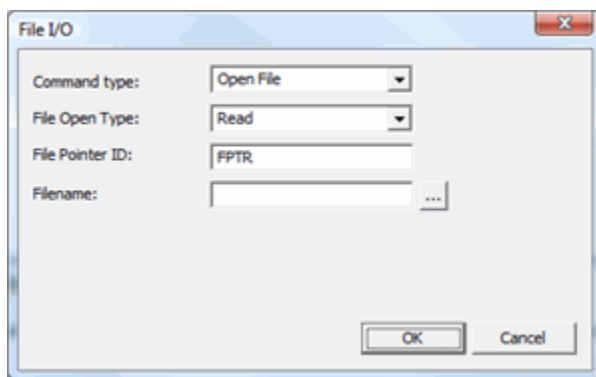 File I/O
Command type: Open File
File Open Type: Read
File Pointer ID: FPTR
Filename: ...
OK Cancel